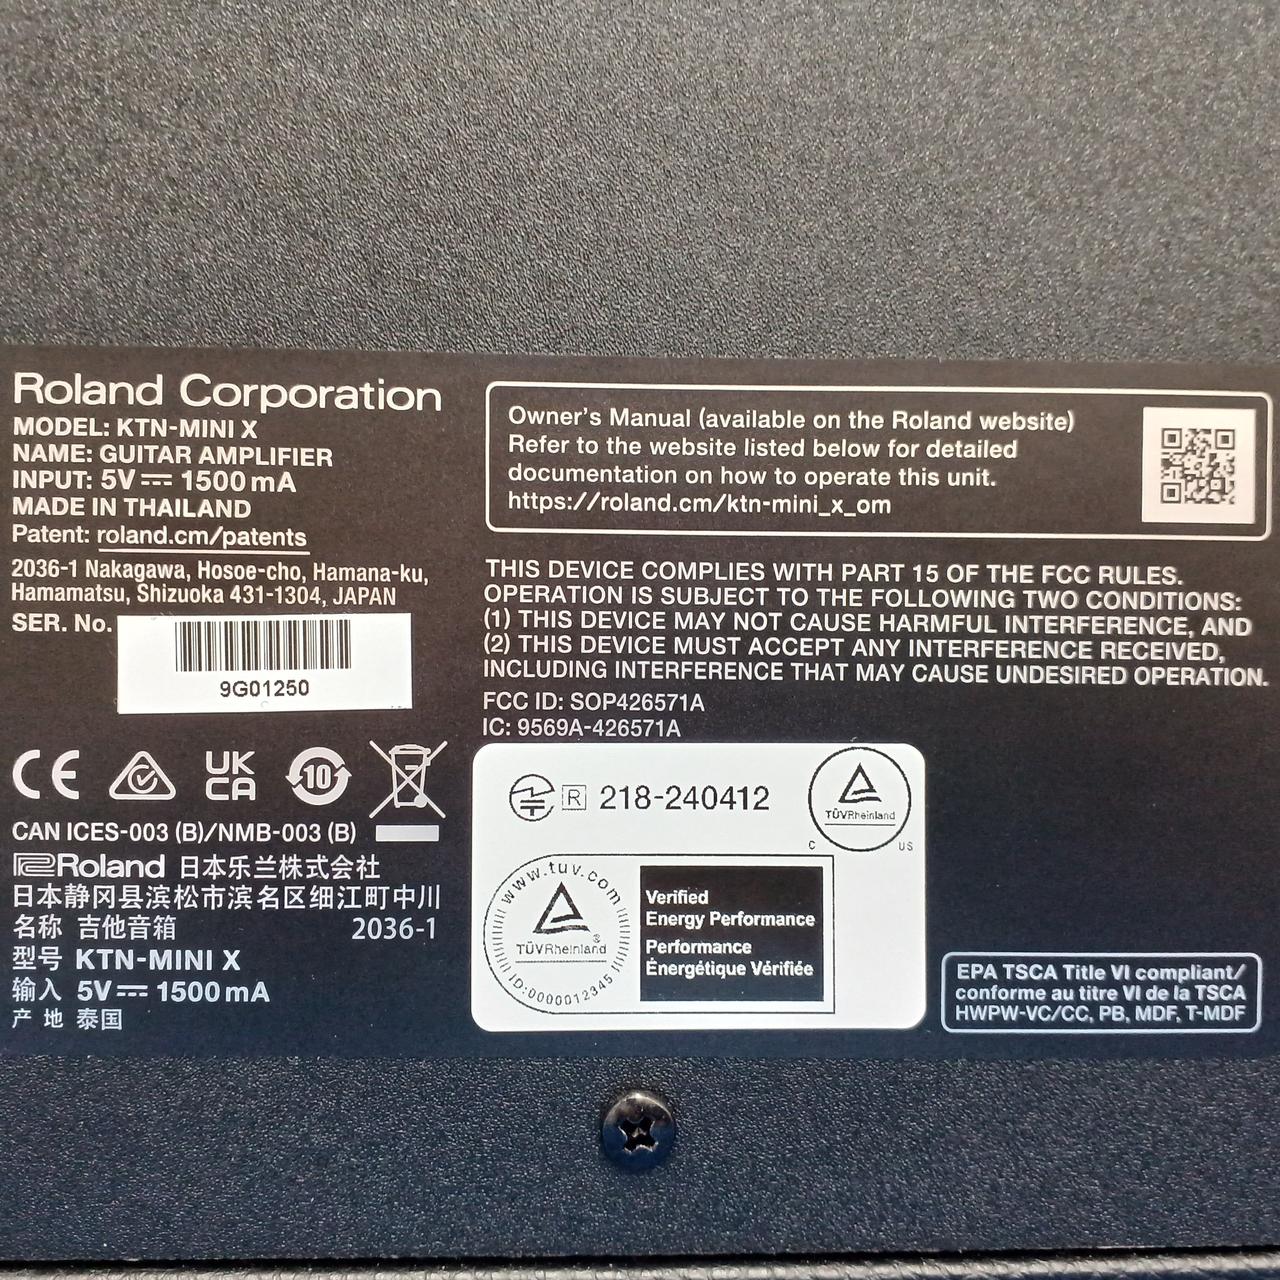 Roland Corporation
MODEL: KTN-MINI X
NAME: GUITAR AMPLIFIER
INPUT: 5V⎓ 1500 mA
MADE IN THAILAND
Patent: roland.cm/patents
2036-1 Nakagawa, Hosoe-cho, Hamana-ku,
Hamamatsu, Shizuoka 431-1304, JAPAN
SER. No.
9G01250
CE
UK
CA
10
CAN ICES-003 (B)/NMB-003 (B)
Roland 日本乐兰株式会社
日本静冈县滨松市滨名区细江町中川
2036-1
名称 吉他音箱
型号 KTN-MINI X
输入 5V⎓ 1500 mA
产 地 泰国
Owner's Manual (available on the Roland website)
Refer to the website listed below for detailed
documentation on how to operate this unit.
https://roland.cm/ktn-mini_x_om
THIS DEVICE COMPLIES WITH PART 15 OF THE FCC RULES.
OPERATION IS SUBJECT TO THE FOLLOWING TWO CONDITIONS:
(1) THIS DEVICE MAY NOT CAUSE HARMFUL INTERFERENCE, AND
(2) THIS DEVICE MUST ACCEPT ANY INTERFERENCE RECEIVED,
INCLUDING INTERFERENCE THAT MAY CAUSE UNDESIRED OPERATION.
FCC ID: SOP426571A
IC: 9569A-426571A
R 218-240412
TÜVRheinland
C US
www.tuv.com
TÜVRheinland®
ID:0000012345
Verified
Energy Performance
Performance
Énergétique Vérifiée
EPA TSCA Title VI compliant/
conforme au titre VI de la TSCA
HWPW-VC/CC, PB, MDF, T-MDF